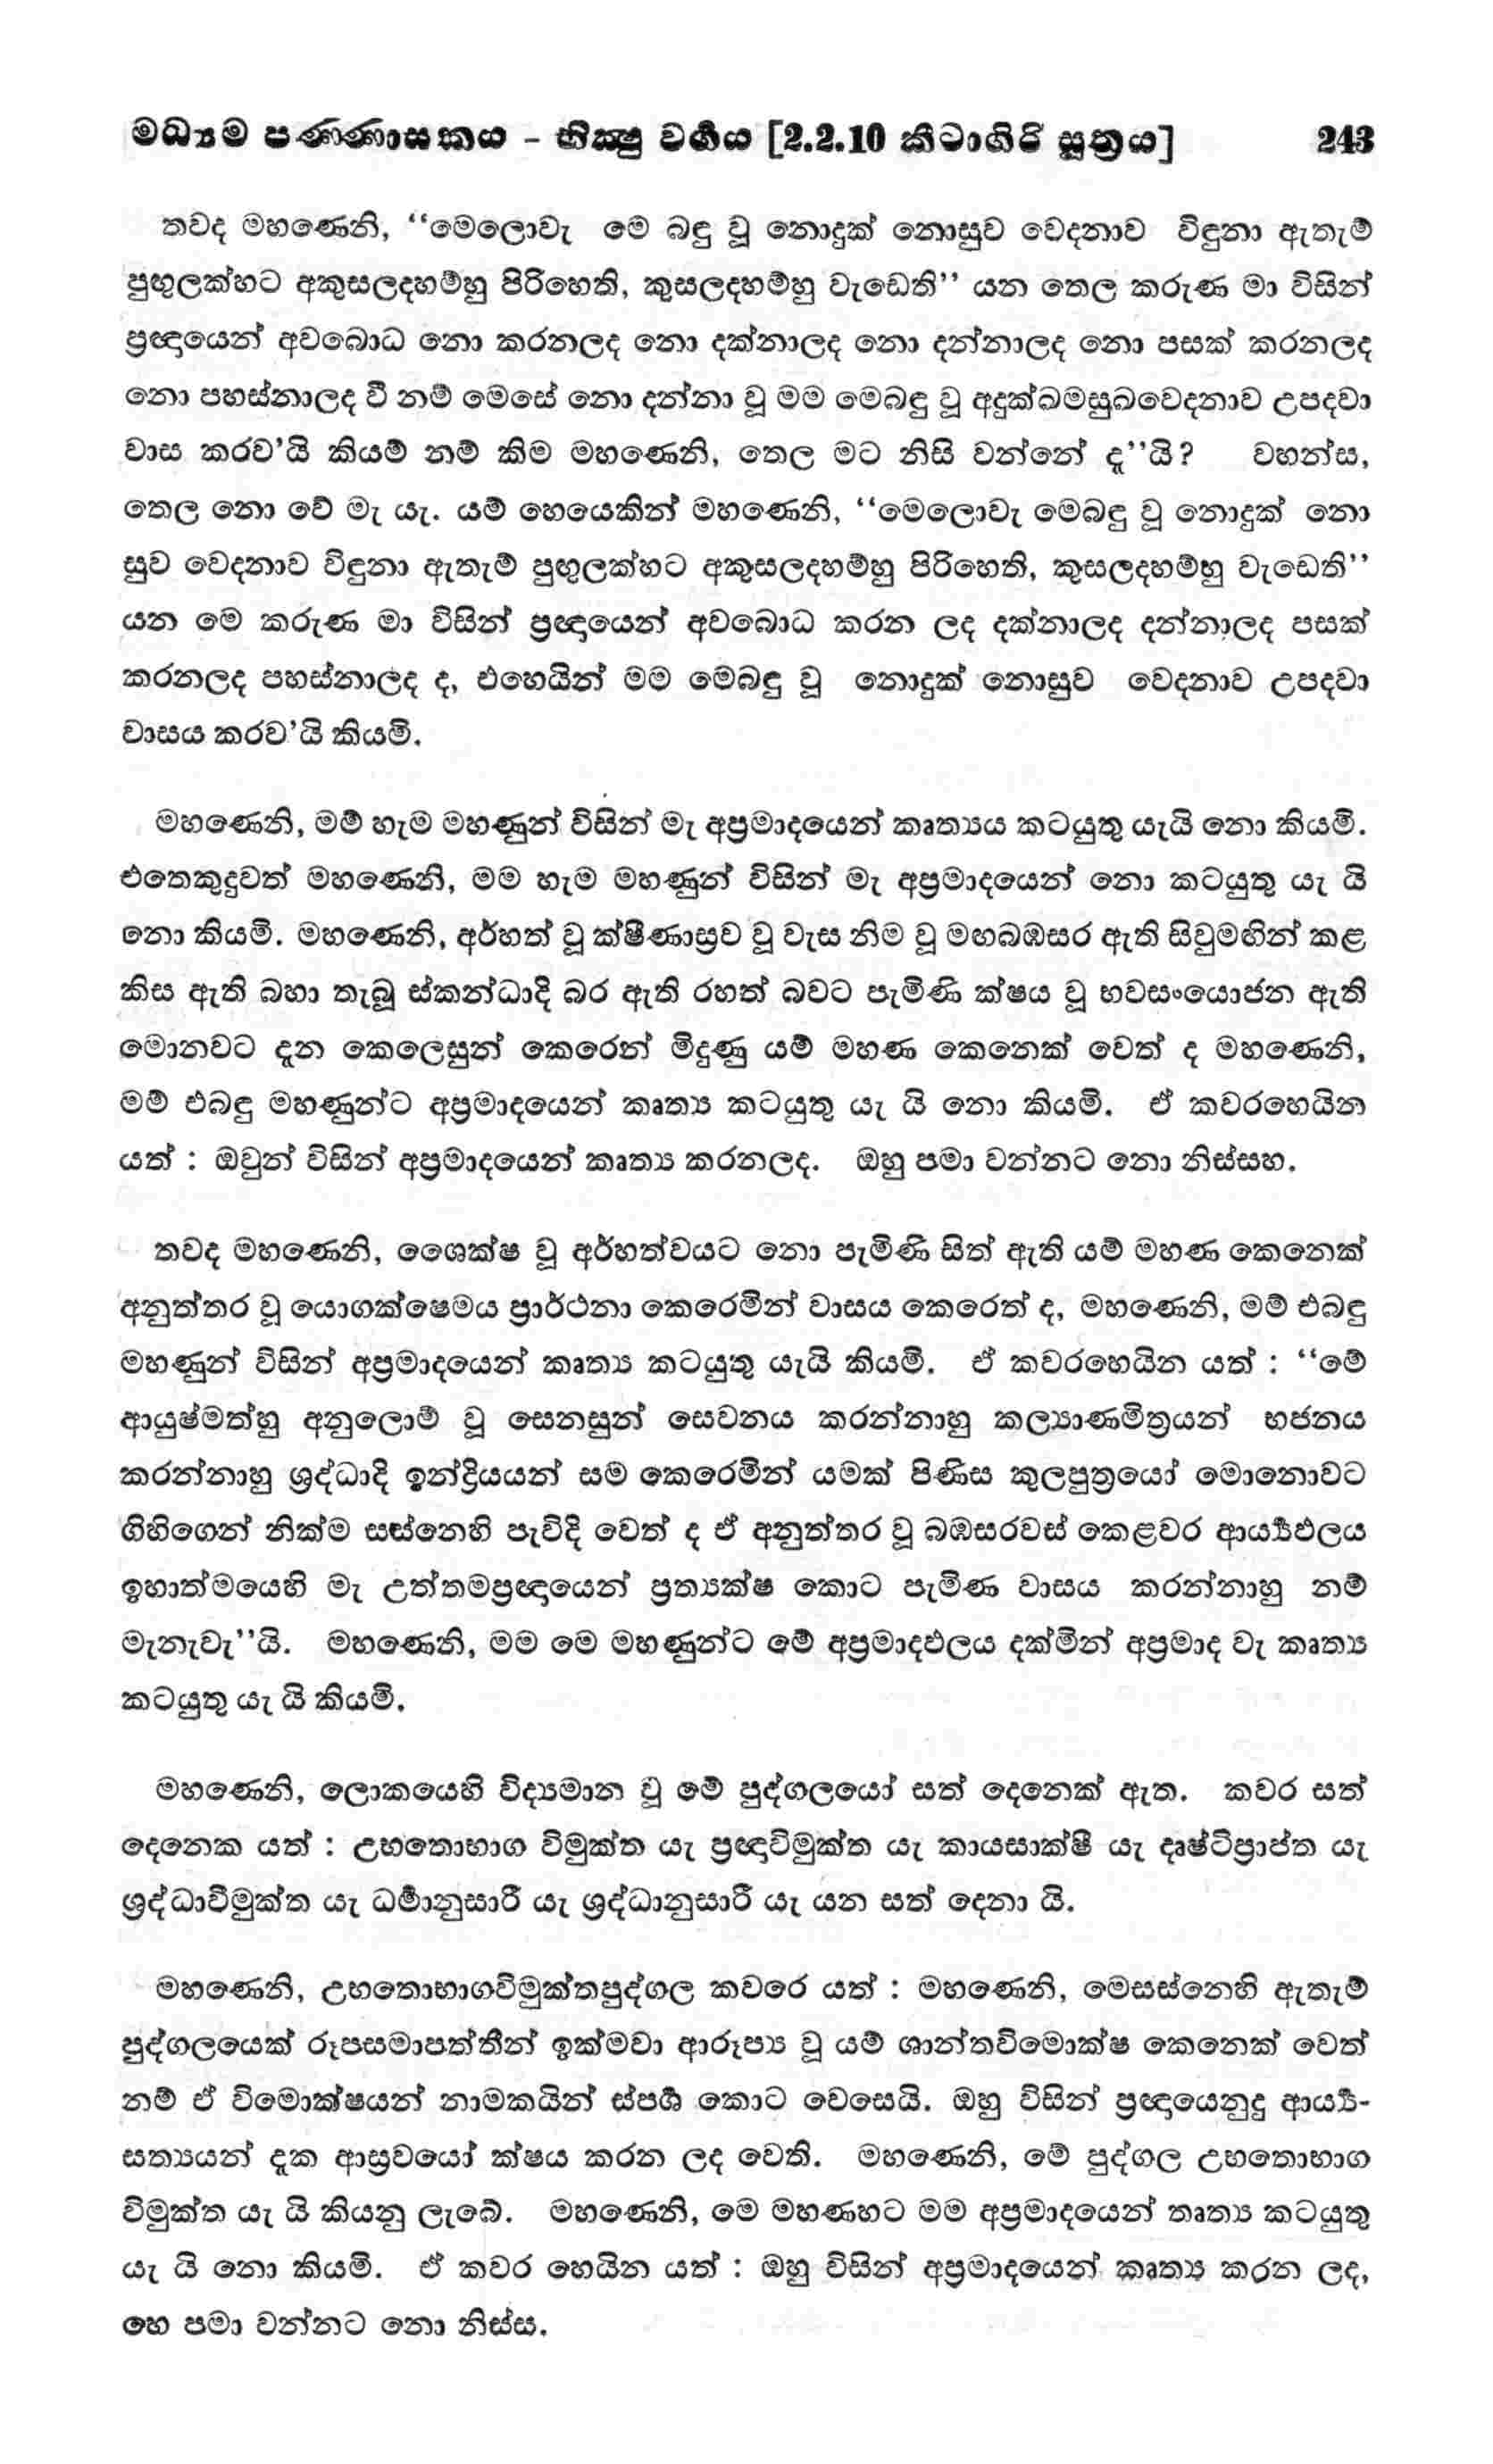 මධ්‍යම පණ්ණාසකය - භික්ෂු වර්‍ගය [2.2.10 කීටාගිරි සූත්‍රය] 243
තවද මහණෙනි, “මෙලොවැ මෙ බඳු වූ නොදුක් නොසුව වෙදනාව විඳුනා ඇතැම්
පුඟුලක්හට අකුසලදහම්හු පිරිහෙති, කුසලදහම්හු වැඩෙති” යන තෙල කරුණ මා විසින්
ප්‍රඥායෙන් අවබොධ නො කරනලද නො දක්නාලද නො දන්නාලද නො පසක් කරනලද
නො පහස්නාලද වී නම් මෙසේ නො දන්නා වූ මම මෙබඳු වූ අදුක්ඛමසුඛවෙදනාව උපදවා
වාස කරව’යි කියම් නම් කිම මහණෙනි, තෙල මට නිසි වන්නේ දැ”යි? වහන්ස,
තෙල නො වේ මැ යැ. යම් හෙයෙකින් මහණෙනි, “මෙලොවැ මෙබඳු වූ නොදුක් නො
සුව වෙදනාව විඳුනා ඇතැම් පුඟුලක්හට අකුසලදහම්හු පිරිහෙති, කුසලදහම්හු වැඩෙති”
යන මෙ කරුණ මා විසින් ප්‍රඥායෙන් අවබොධ කරන ලද දක්නාලද දන්නාලද පසක්
කරනලද පහස්නාලද ද, එහෙයින් මම මෙබඳු වූ නොදුක් නොසුව වෙදනාව උපදවා
වාසය කරව’යි කියමි.
මහණෙනි, මම් හැම මහණුන් විසින් මැ අප්‍රමාදයෙන් කෘත්‍යය කටයුතු යැයි නො කියමි.
එතෙකුදුවත් මහණෙනි, මම හැම මහණුන් විසින් මැ අප්‍රමාදයෙන් නො කටයුතු යැ යි
නො කියමි. මහණෙනි, අර්හත් වූ ක්ෂීණාස්‍රව වූ වැස නිම වූ මඟබඹසර ඇති සිවුමඟින් කළ
කිස ඇති බහා තැබූ ස්කන්ධාදි බර ඇති රහත් බවට පැමිණි ක්ෂය වූ භවසංයොජන ඇති
මොනවට දැන කෙලෙසුන් කෙරෙන් මිදුණු යම් මහණ කෙනෙක් වෙත් ද මහණෙනි,
මම් එබඳු මහණුන්ට අප්‍රමාදයෙන් කෘත්‍ය කටයුතු යැ යි නො කියමි. ඒ කවරහෙයින
යත් : ඔවුන් විසින් අප්‍රමාදයෙන් කෘත්‍ය කරනලද. ඔහු පමා වන්නට නො නිස්සහ.
තවද මහණෙනි, ශෛක්ෂ වූ අර්හත්වයට නො පැමිණි සිත් ඇති යම් මහණ කෙනෙක්
අනුත්තර වූ යොගක්ෂෙමය ප්‍රාර්ථනා කෙරෙමින් වාසය කෙරෙත් ද, මහණෙනි, මම් එබඳු
මහණුන් විසින් අප්‍රමාදයෙන් කෘත්‍ය කටයුතු යැයි කියමි. ඒ කවරහෙයින යත් : “මේ
ආයුෂ්මත්හු අනුලොම් වූ සෙනසුන් සෙවනය කරන්නාහු කල්‍යාණමිත්‍රයන් භජනය
කරන්නාහු ශ්‍රද්ධාදි ඉන්ද්‍රියයන් සම කෙරෙමින් යමක් පිණිස කුලපුත්‍රයෝ මොනොවට
ගිහිගෙන් නික්ම සස්නෙහි පැවිදි වෙත් ද ඒ අනුත්තර වූ බඹසරවස් කෙළවර ආර්‍ය්‍යඵලය
ඉහාත්මයෙහි මැ උත්තමප්‍රඥායෙන් ප්‍රත්‍යක්ෂ කොට පැමිණ වාසය කරන්නාහු නම්
මැනැවැ”යි. මහණෙනි, මම මෙ මහණුන්ට මේ අප්‍රමාදඵලය දක්මින් අප්‍රමාද වැ කෘත්‍ය
කටයුතු යැ යි කියමි.
මහණෙනි, ලොකයෙහි විද්‍යමාන වූ මේ පුද්ගලයෝ සත් දෙනෙක් ඇත. කවර සත්
දෙනෙක යත් : උභතොභාග විමුක්ත යැ ප්‍රඥාවිමුක්ත යැ කායසාක්ෂී යැ දෘෂ්ටිප්‍රාප්ත යැ
ශ්‍රද්ධාවිමුක්ත යැ ධර්‍මානුසාරී යැ ශ්‍රද්ධානුසාරී යැ යන සත් දෙනා යි.
මහණෙනි, උභතොභාගවිමුක්තපුද්ගල කවරෙ යත් : මහණෙනි, මෙසස්නෙහි ඇතැම්
පුද්ගලයෙක් රූපසමාපත්තීන් ඉක්මවා ආරූප්‍ය වූ යම් ශාන්තවිමොක්ෂ කෙනෙක් වෙත්
නම් ඒ විමොක්ෂයන් නාමකයින් ස්පර්‍ශ කොට වෙසෙයි. ඔහු විසින් ප්‍රඥායෙනුදු ආර්‍ය්‍ය-
සත්‍යයන් දැක ආස්‍රවයෝ ක්ෂය කරන ලද වෙති. මහණෙනි, මේ පුද්ගල උභතොභාග
විමුක්ත යැ යි කියනු ලැබේ. මහණෙනි, මෙ මහණහට මම අප්‍රමාදයෙන් තෘත්‍ය කටයුතු
යැ යි නො කියමි. ඒ කවර හෙයින යත් : ඔහු විසින් අප්‍රමාදයෙන් කෘත්‍ය කරන ලද,
හෙ පමා වන්නට නො නිස්ස.